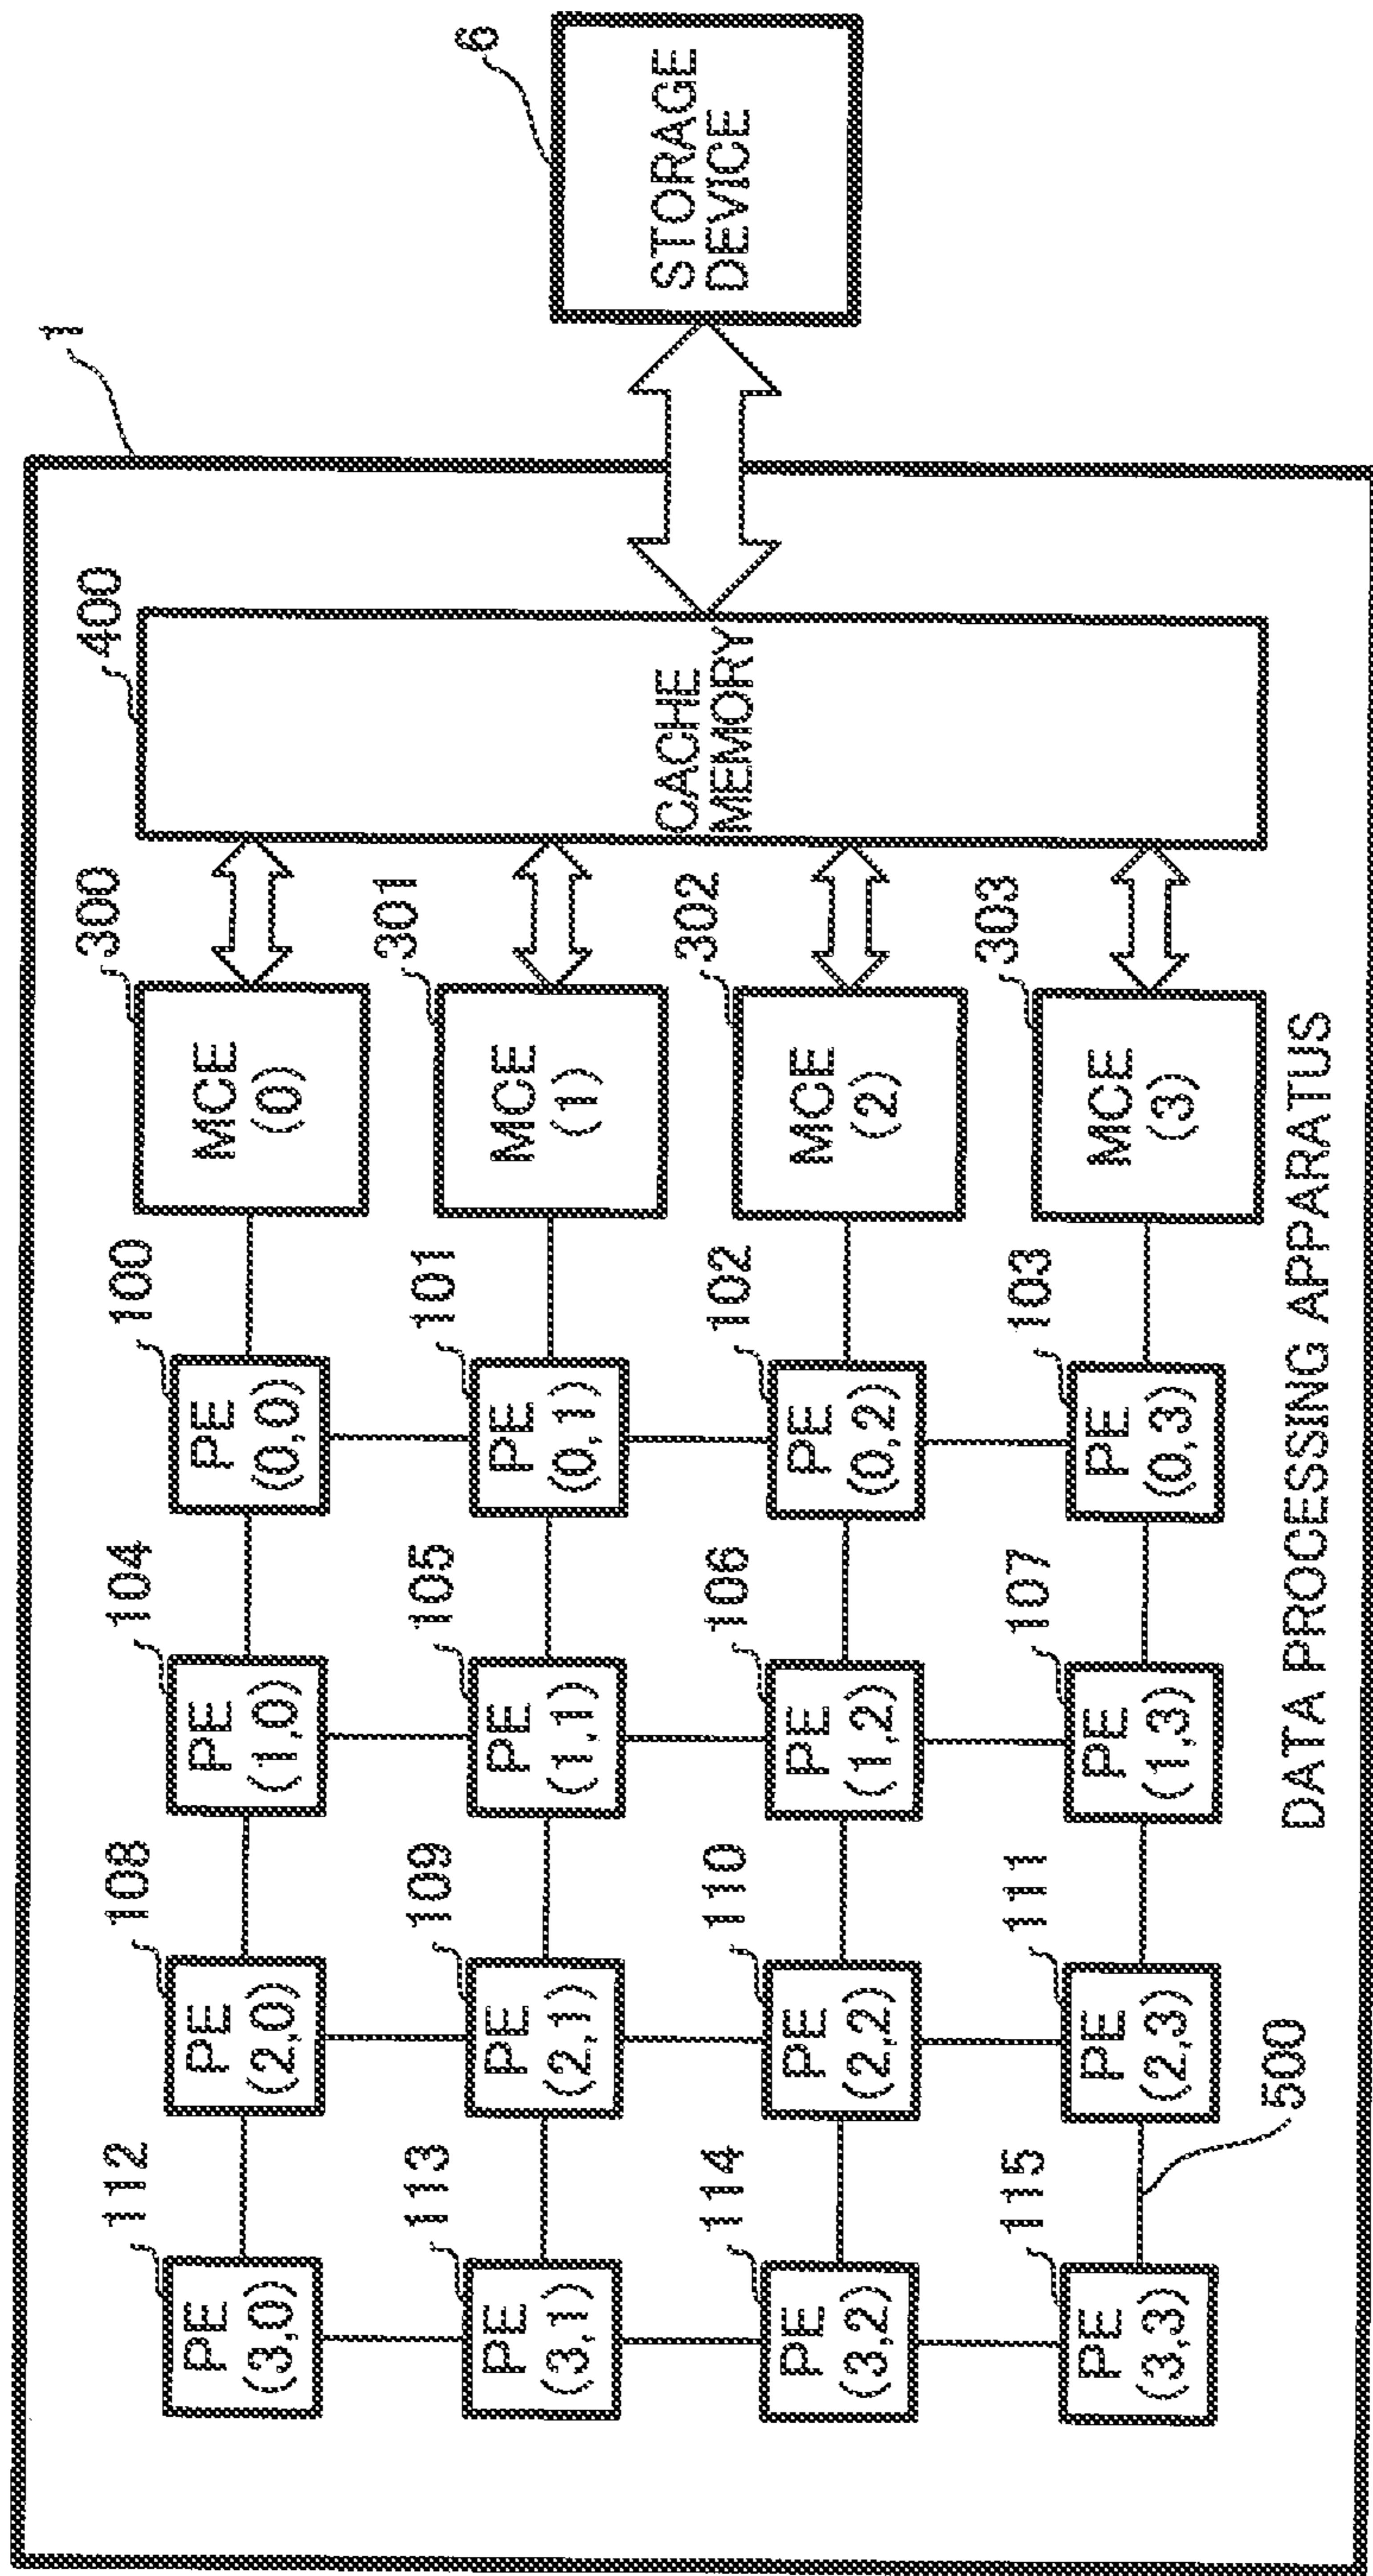 1
112
108
104
100
300
400
PE
(3,0)
PE
(2,0)
PE
(1,0)
PE
(0,0)
MCE
(0)
113
109
105
101
301
6
PE
(3,1)
PE
(2,1)
PE
(1,1)
PE
(0,1)
MCE
(1)
CACHE
MEMORY
STORAGE
DEVICE
114
110
106
102
302
PE
(3,2)
PE
(2,2)
PE
(1,2)
PE
(0,2)
MCE
(2)
115
111
107
103
303
PE
(3,3)
PE
(2,3)
PE
(1,3)
PE
(0,3)
MCE
(3)
500
DATA PROCESSING APPARATUS